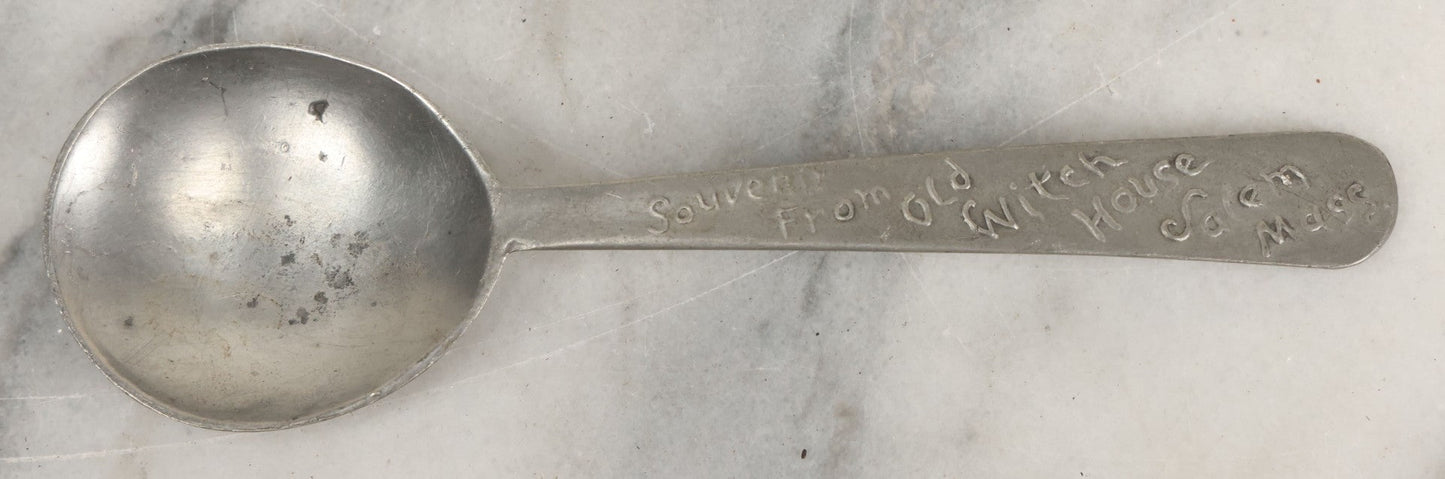 Souvenir
From
Old
Witch
House
Salem
Mass